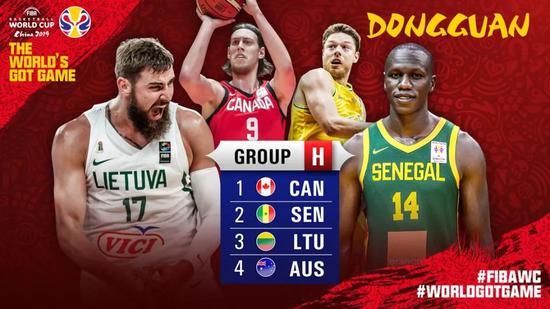 FIBA
BASKETBALL
WORLD CUP
China 2019
THE
WORLD'S
GOT GAME
DONGGUAN
CANADA
9
LIETUVA
17
VICI
SENEGAL
14
GROUP H
1 CAN
2 SEN
3 LTU
4 AUS
#FIBAWC
#WORLDGOTGAME